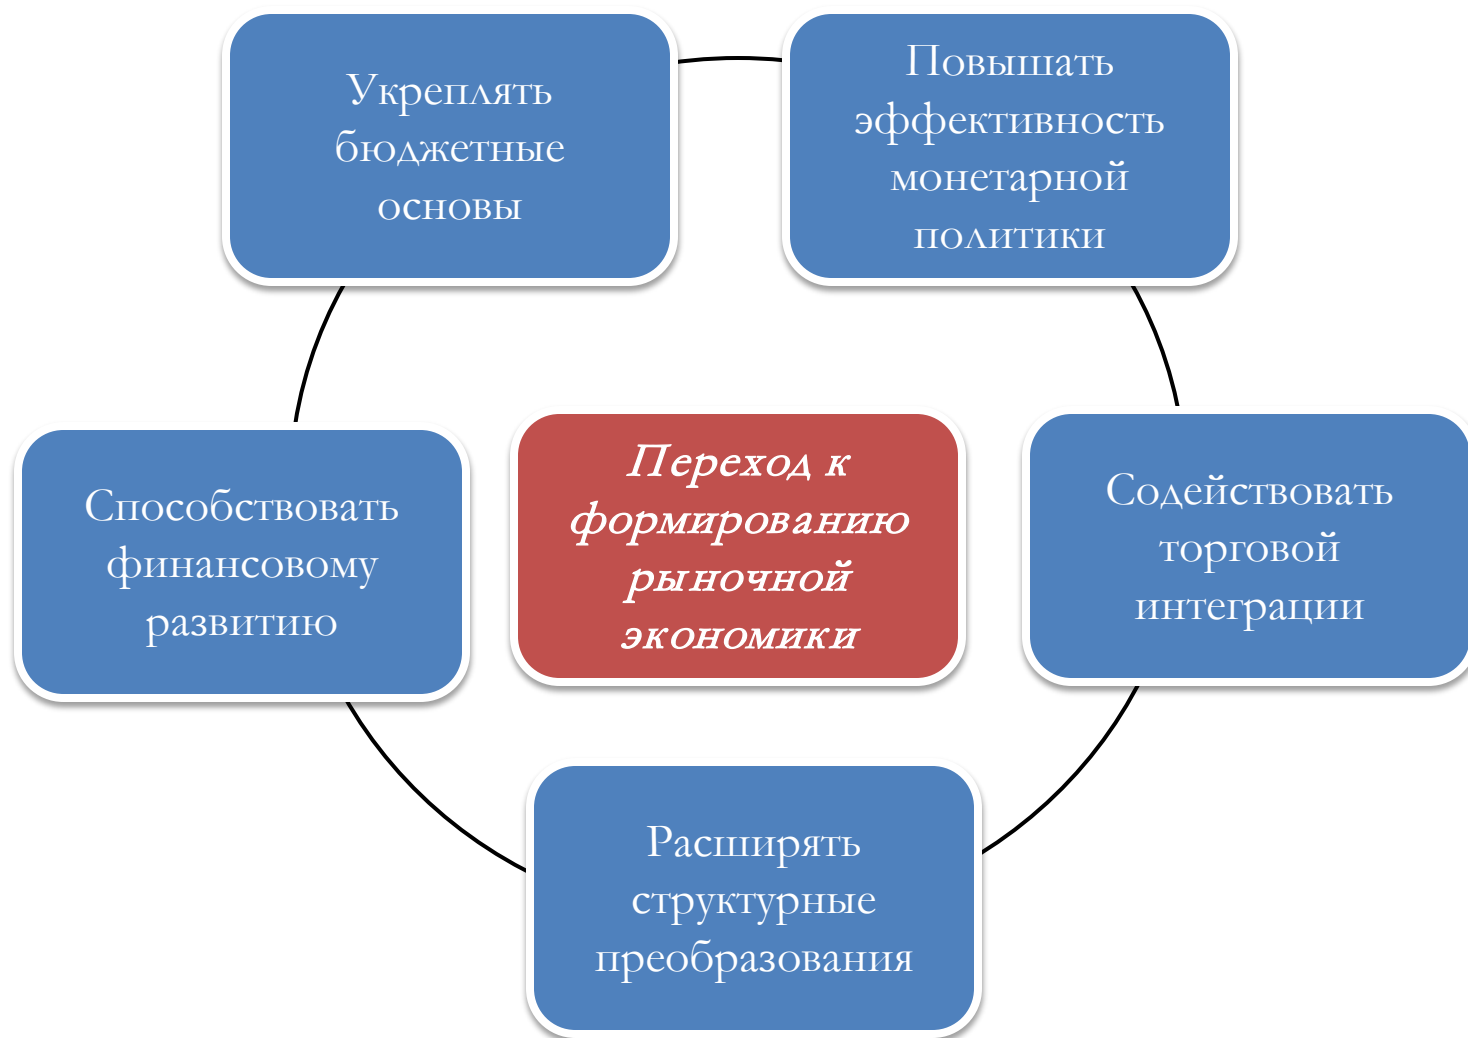 Укреплять
бюджетные
основы
Повышать
эффективность
монетарной
политики
Способствовать
финансовому
развитию
Переход к
формированию
рыночной
экономики
Содействовать
торговой
интеграции
Расширять
структурные
преобразования